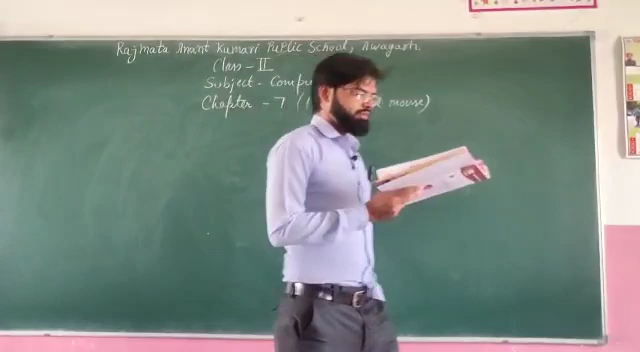 Rajmata Anant Kumari Public School, Awagarh.
Class - II
Subject - Compu
Chapter - 7 ( mouse)